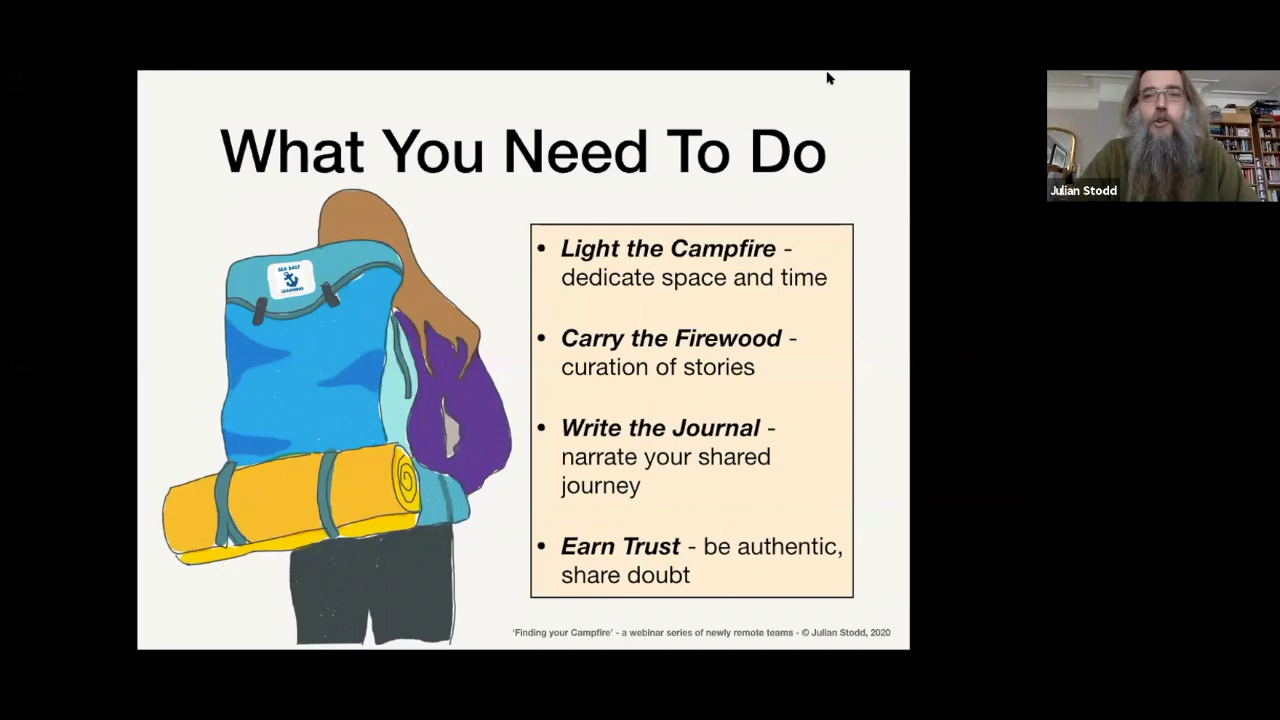 What You Need To Do
SEA SALT
LEARNING
• Light the Campfire -
dedicate space and time
• Carry the Firewood -
curation of stories
• Write the Journal -
narrate your shared
journey
• Earn Trust - be authentic,
share doubt
'Finding your Campfire' - a webinar series of newly remote teams - © Julian Stodd, 2020
Julian Stodd